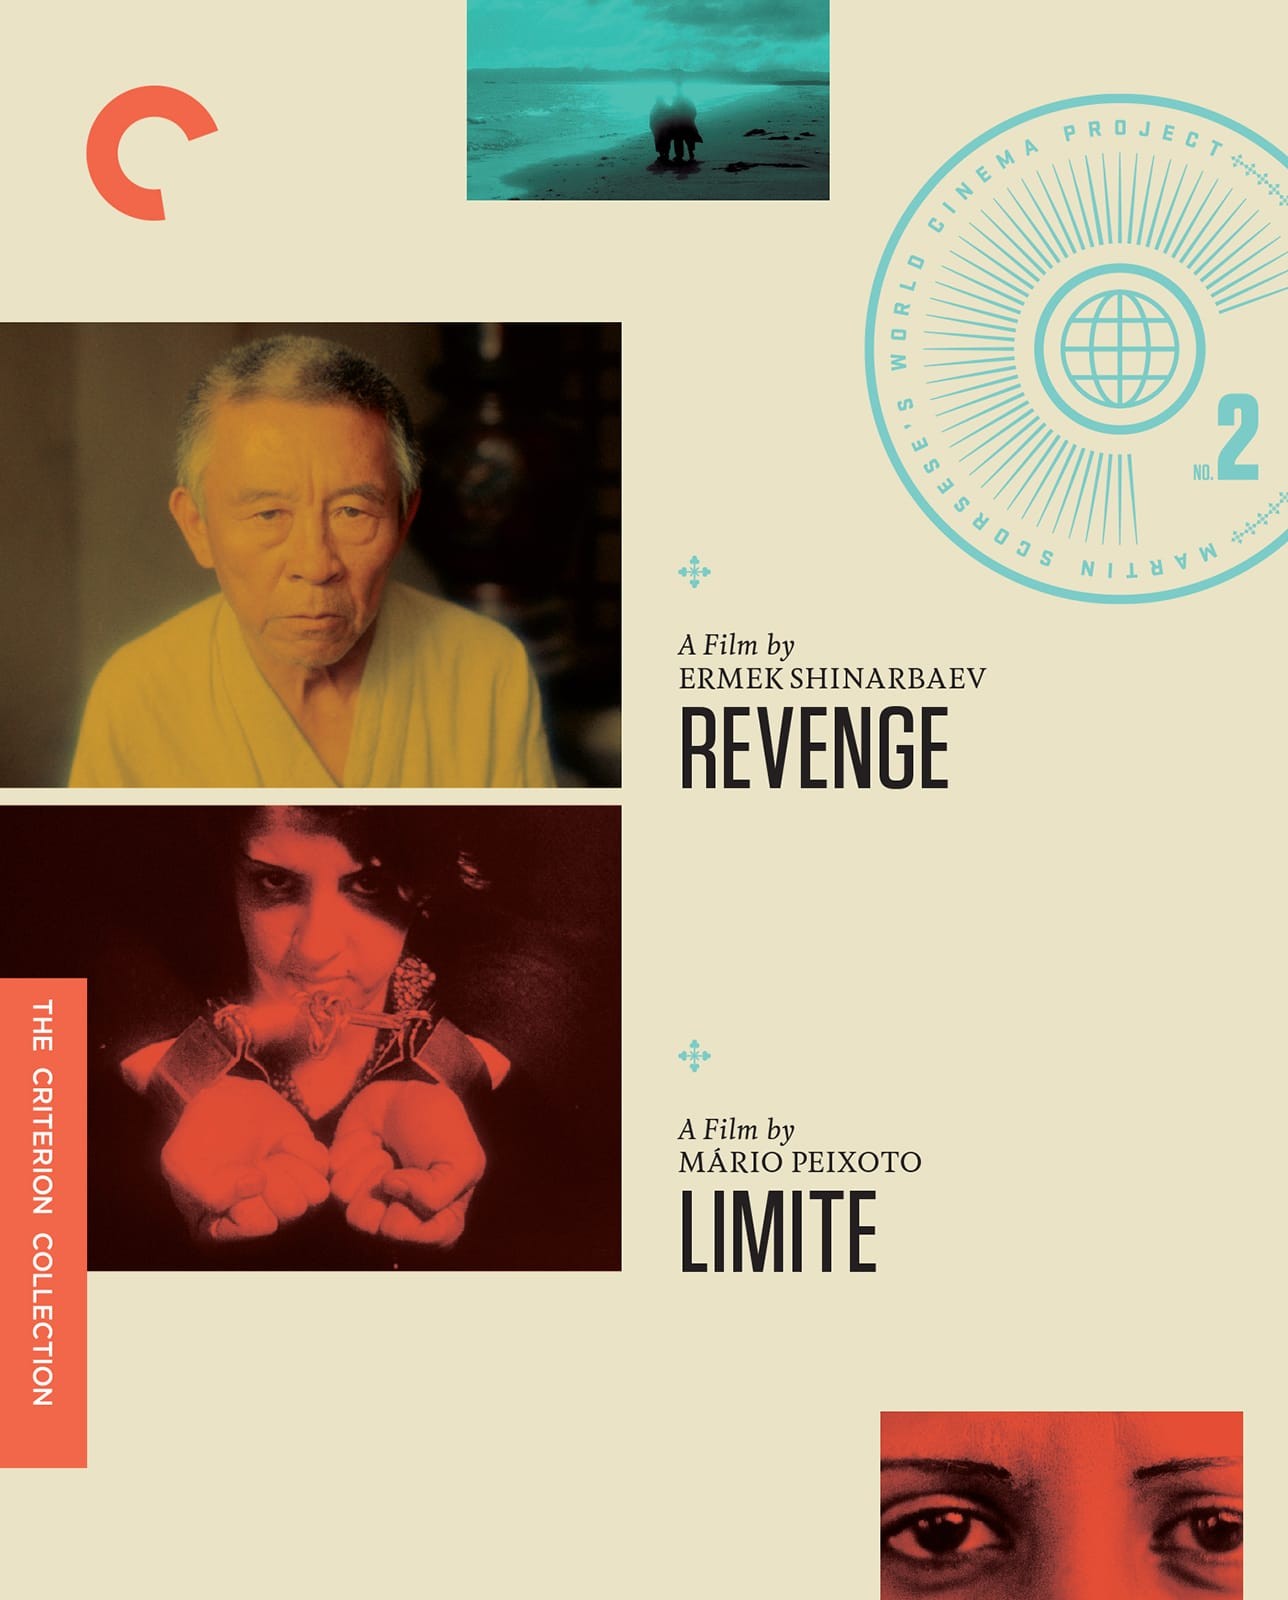 MARTIN SCORSESE'S WORLD CINEMA PROJECT
NO. 2
A Film by
ERMEK SHINARBAEV
REVENGE
A Film by
MÁRIO PEIXOTO
LIMITE
THE CRITERION COLLECTION